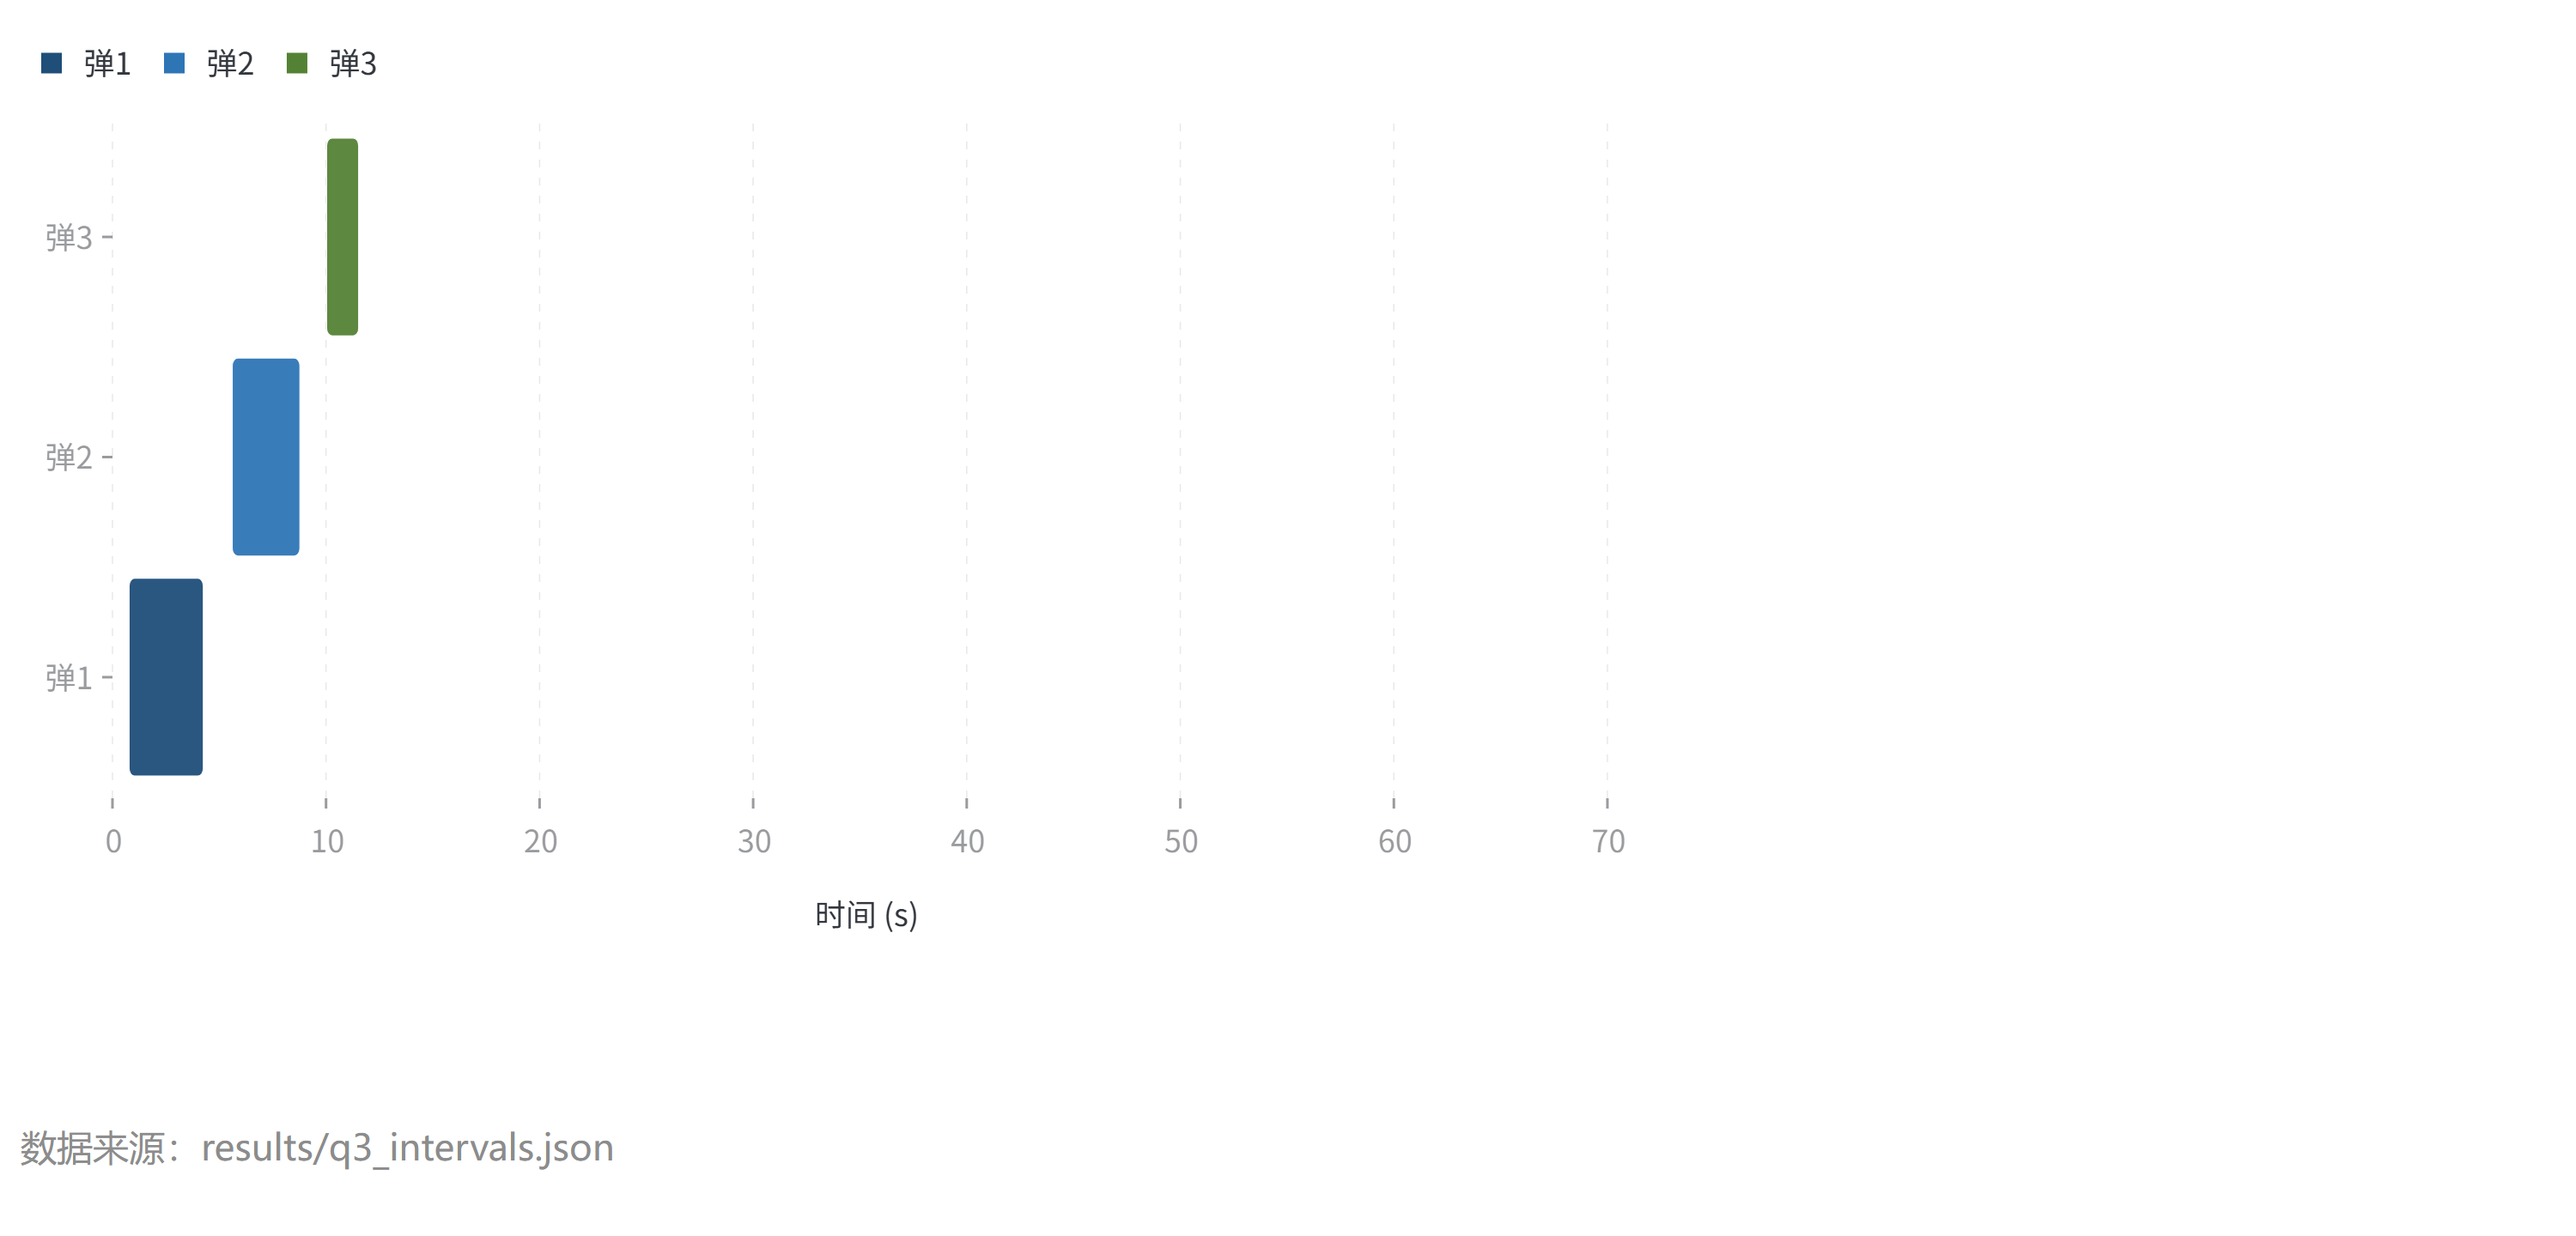 弹1 弹2 弹3
弹3
弹2
弹1
0 10 20 30 40 50 60 70
时间 (s)
数据来源：results/q3_intervals.json